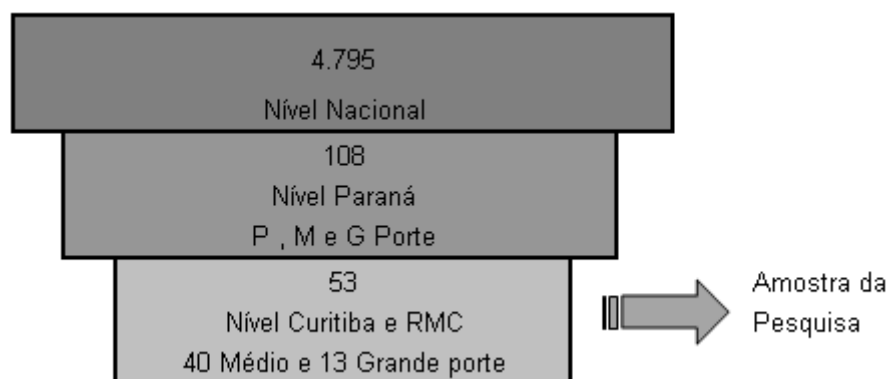 4.795
Nível Nacional
108
Nível Paraná
P , M e G Porte
53
Nível Curitiba e RMC
40 Médio e 13 Grande porte
Amostra da
Pesquisa